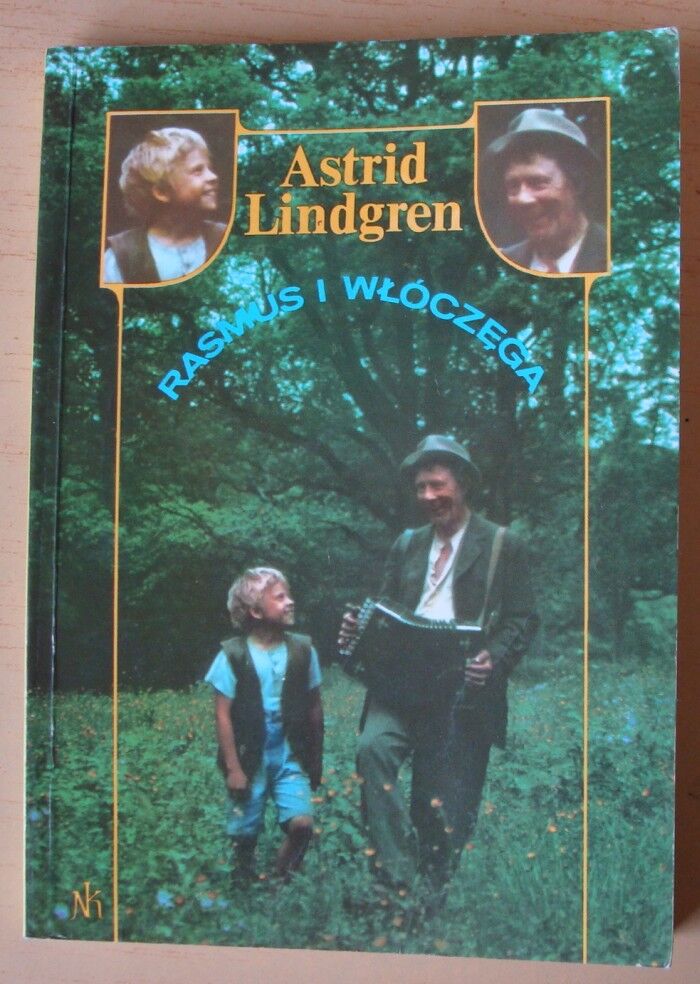 Astrid
Lindgren
RASMUS I WŁÓCZĘGA
NK